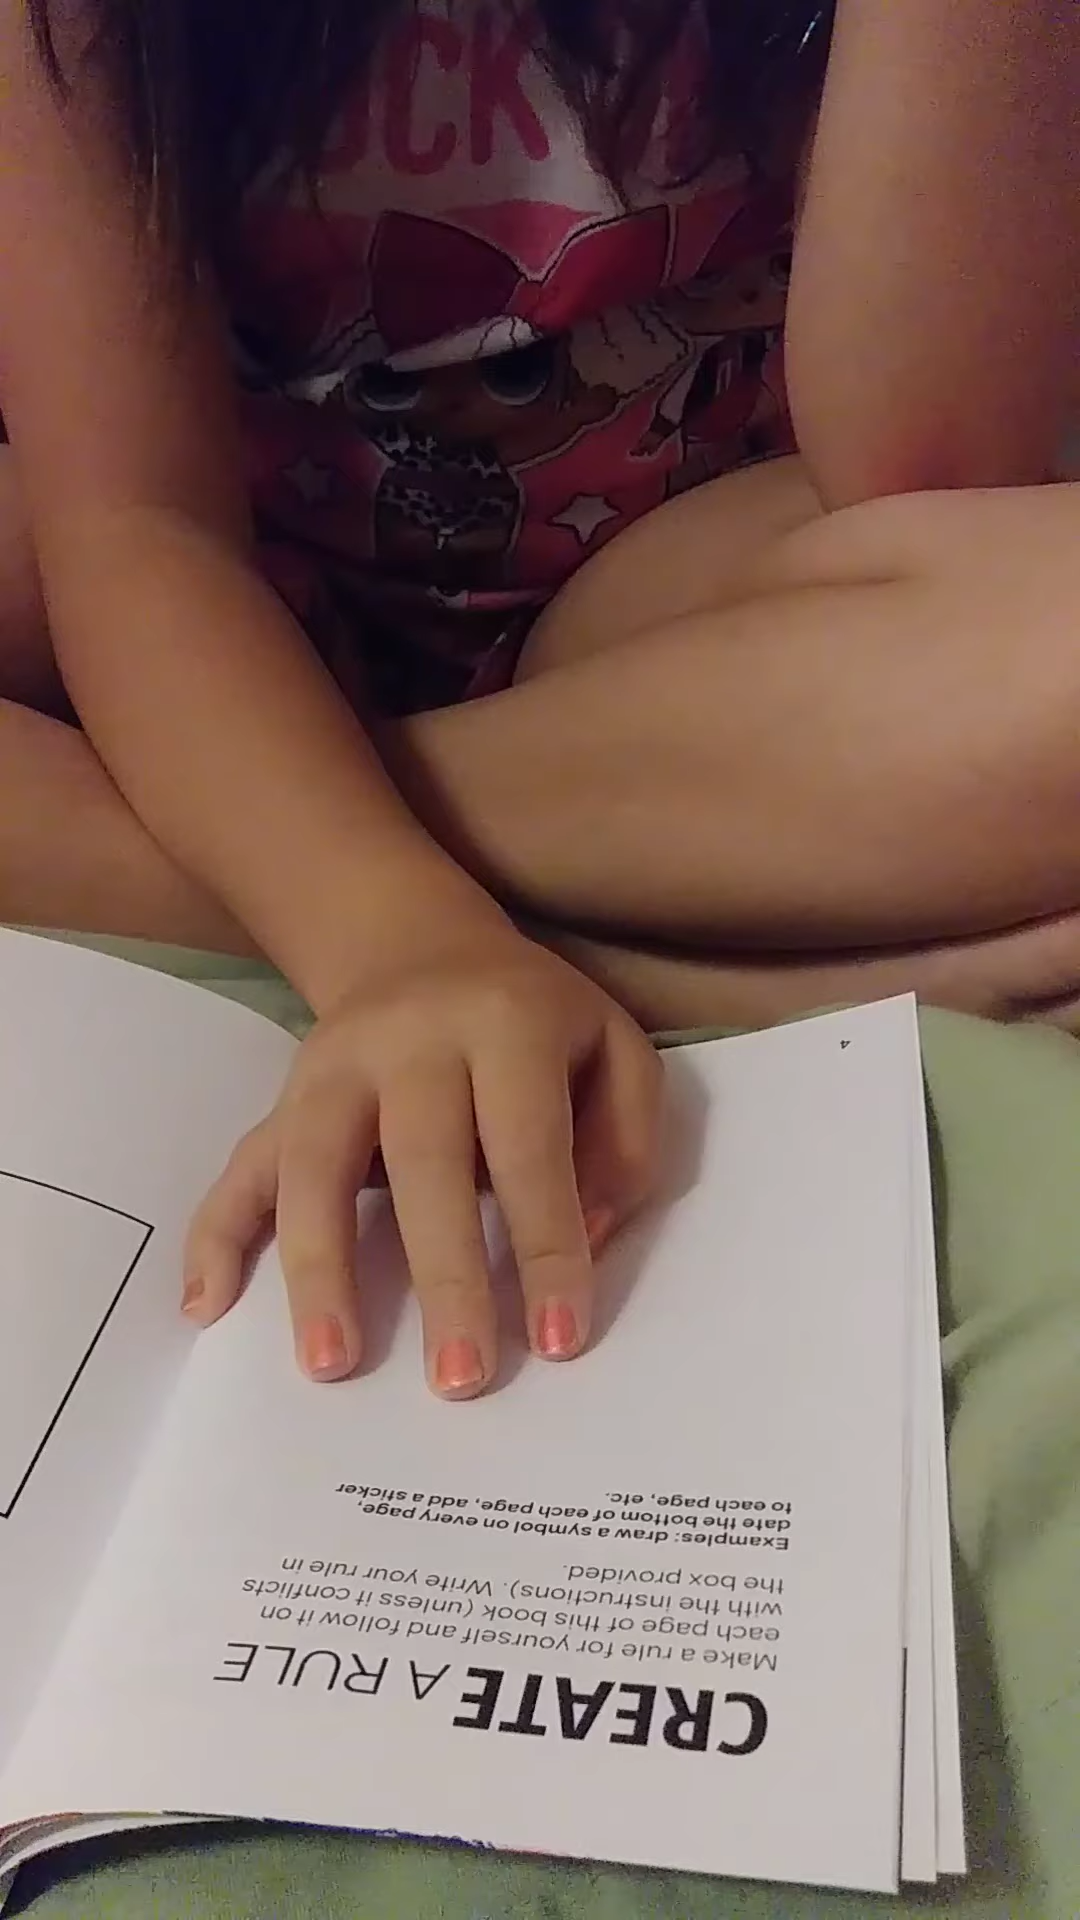 CREATE A RULE
Make a rule for yourself and follow it on
each page of this book (unless it conflicts
with the instructions). Write your rule in
the box provided.
Examples: draw a symbol on every page,
date the bottom of each page, add a sticker
to each page, etc.
4